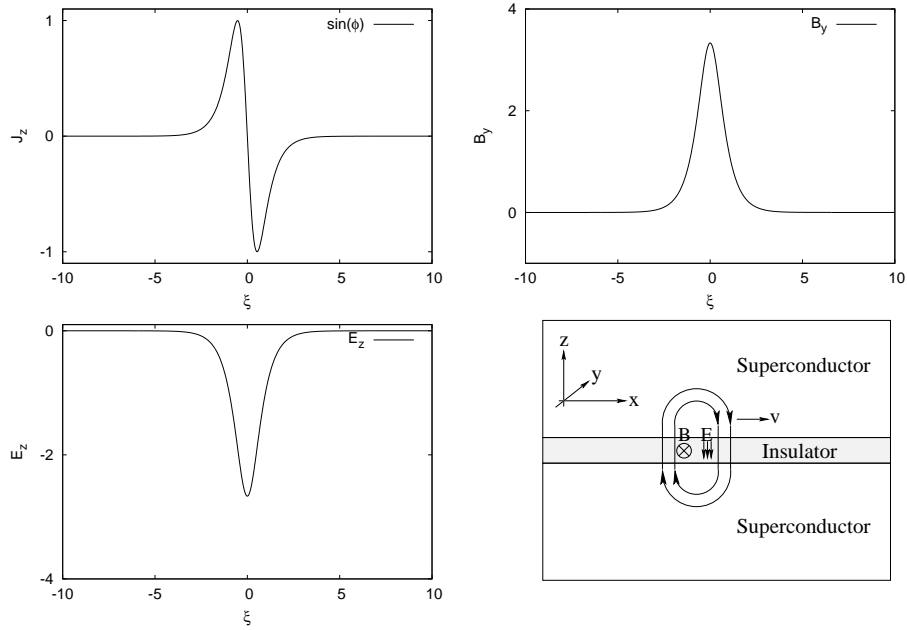 sin(ϕ)
J_z
1
0
-1
-10
-5
0
5
10
ξ
B_y
B_y
4
2
0
-10
-5
0
5
10
ξ
E_z
E_z
0
-2
-4
-10
-5
0
5
10
ξ
z
y
x
Superconductor
v
B
E
Insulator
Superconductor